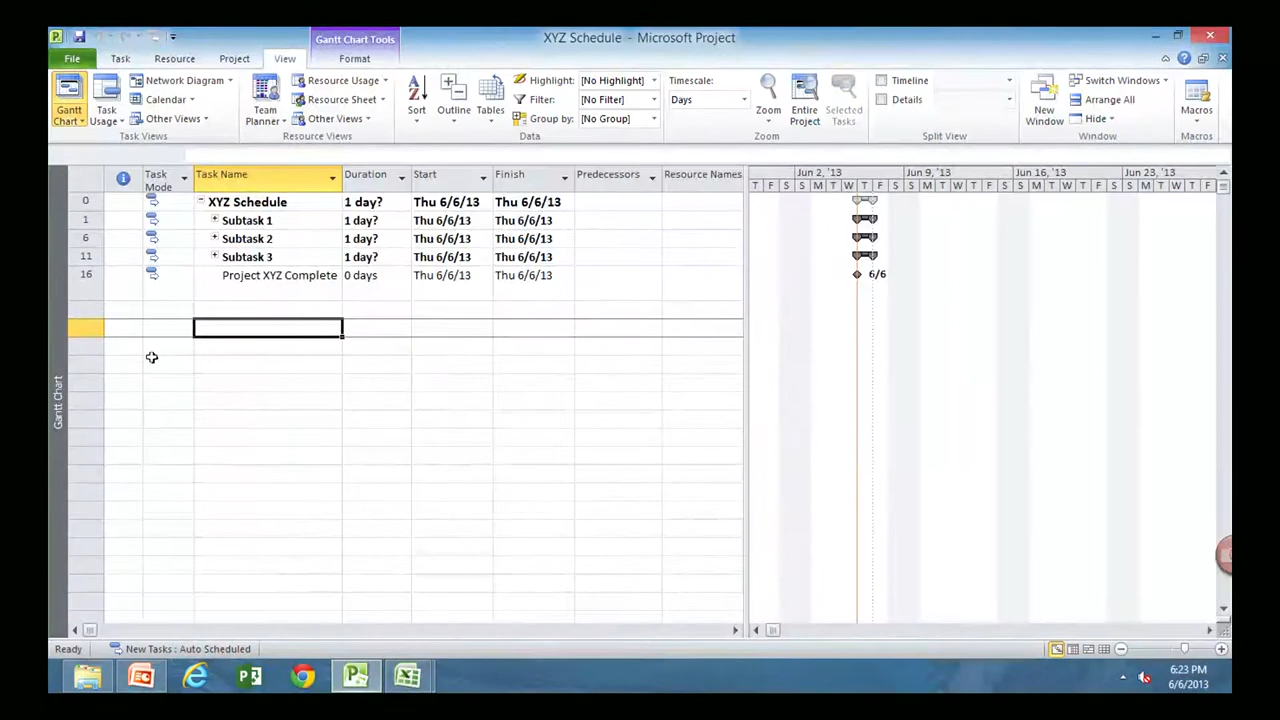 XYZ Schedule - Microsoft Project
Gantt Chart Tools
File Task Resource Project View Format
Gantt Chart
Task Usage
Network Diagram
Calendar
Other Views
Task Views
Team Planner
Resource Usage
Resource Sheet
Other Views
Resource Views
Sort
Outline
Tables
Highlight: [No Highlight]
Filter: [No Filter]
Group by: [No Group]
Data
Timescale:
Days
Zoom
Entire Project
Selected Tasks
Zoom
Timeline
Details
Split View
New Window
Switch Windows
Arrange All
Hide
Window
Macros
Macros
Task Mode Task Name Duration Start Finish Predecessors Resource Names
Jun 2, '13 Jun 9, '13 Jun 16, '13 Jun 23, '13
T F S S M T W T F S S M T W T F S S M T W T F S S M T W T F S
0 XYZ Schedule 1 day? Thu 6/6/13 Thu 6/6/13
1 Subtask 1 1 day? Thu 6/6/13 Thu 6/6/13
6 Subtask 2 1 day? Thu 6/6/13 Thu 6/6/13
11 Subtask 3 1 day? Thu 6/6/13 Thu 6/6/13
16 Project XYZ Complete 0 days Thu 6/6/13 Thu 6/6/13 6/6
Gantt Chart
Ready New Tasks : Auto Scheduled
6:23 PM
6/6/2013